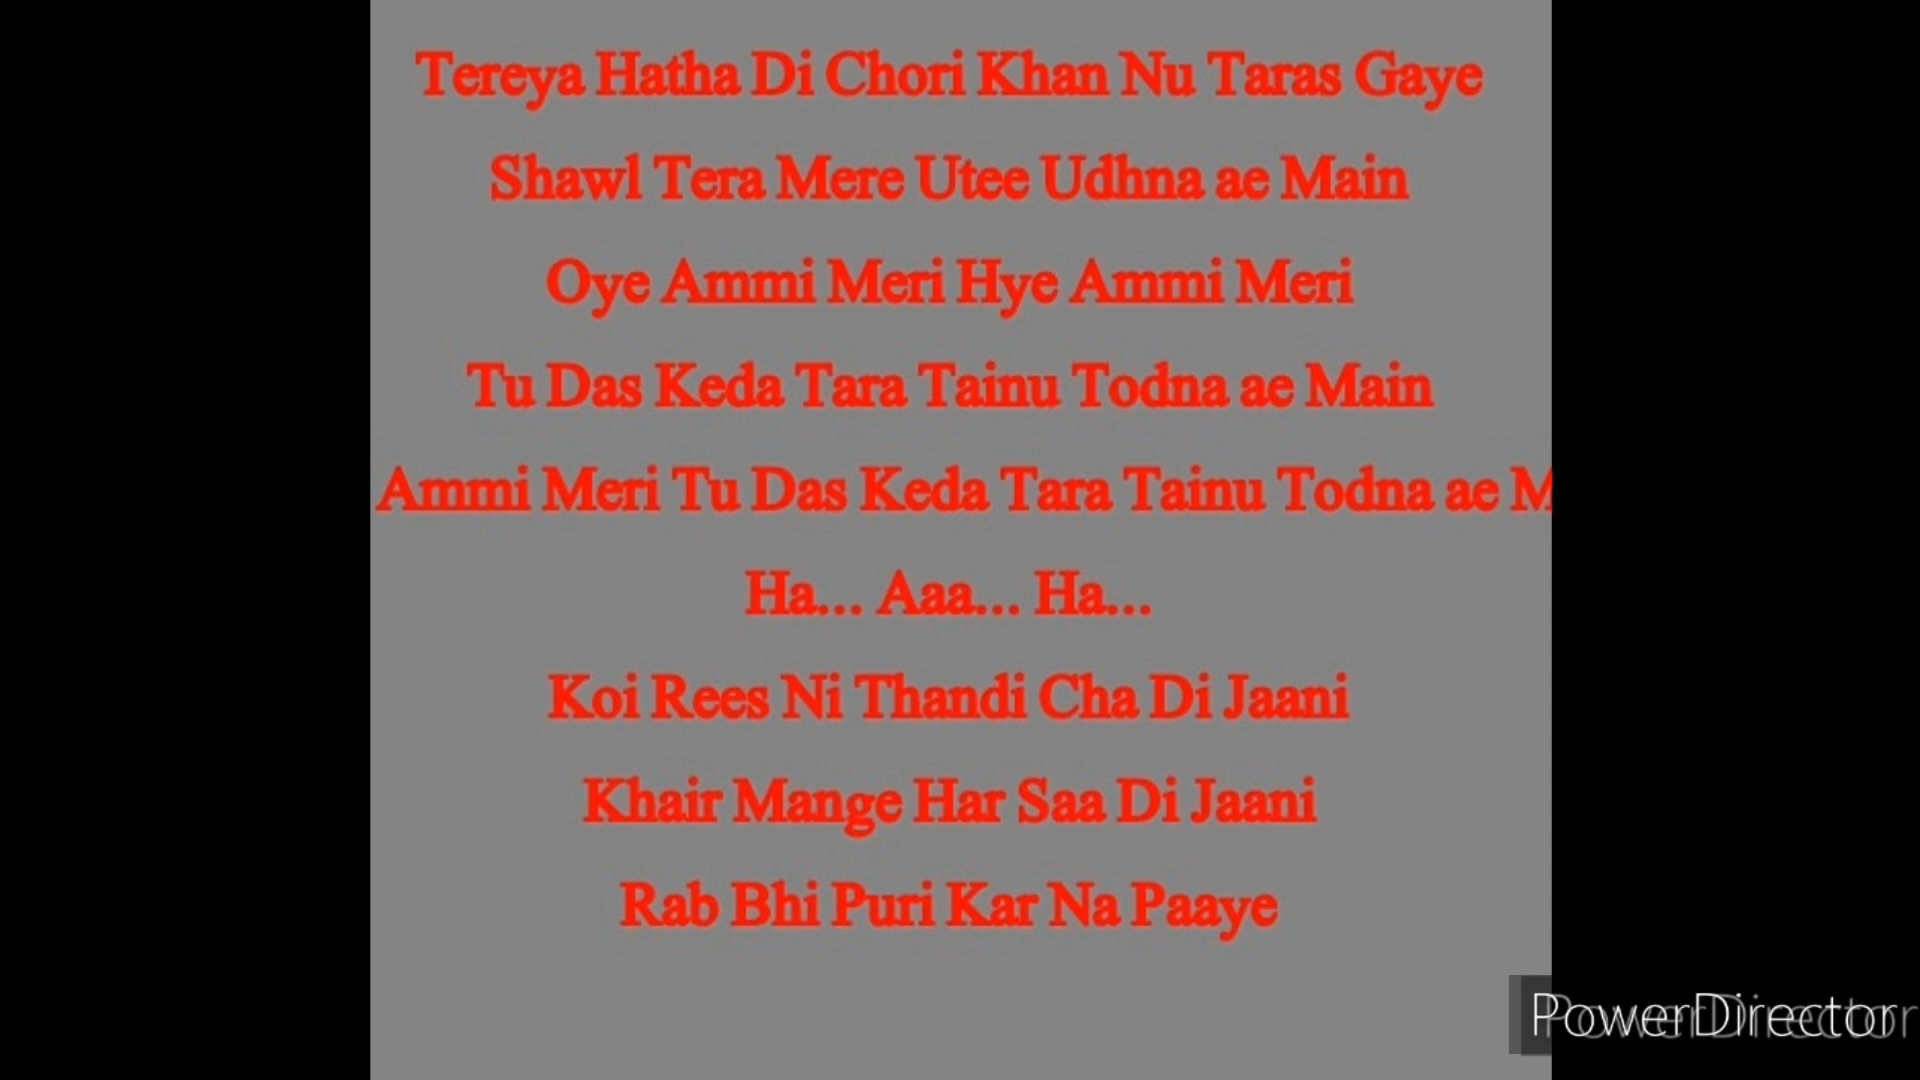 Tereya Hatha Di Chori Khan Nu Taras Gaye
Shawl Tera Mere Utee Udhna ae Main
Oye Ammi Meri Hye Ammi Meri
Tu Das Keda Tara Tainu Todna ae Main
Ammi Meri Tu Das Keda Tara Tainu Todna ae M
Ha... Aaa... Ha...
Koi Rees Ni Thandi Cha Di Jaani
Khair Mange Har Saa Di Jaani
Rab Bhi Puri Kar Na Paaye
PowerDirector